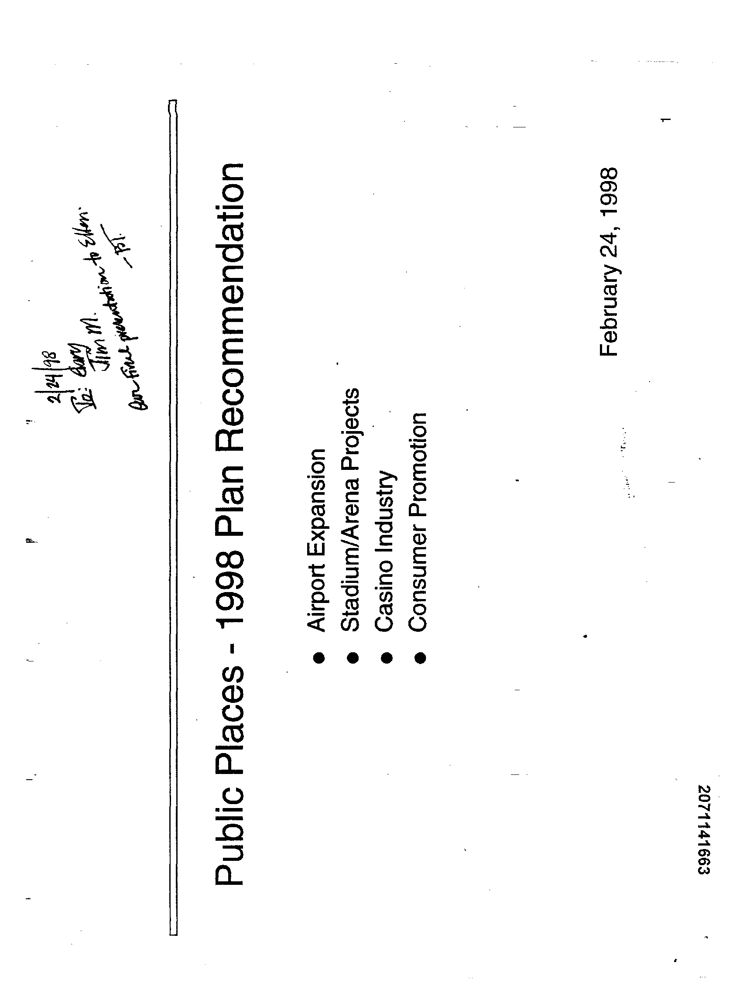 2/24/98
To: Gary
Jim M.
Our final presentation to Ellen.
- BT.
Public Places - 1998 Plan Recommendation
● Airport Expansion
● Stadium/Arena Projects
● Casino Industry
● Consumer Promotion
February 24, 1998
1
2071141663